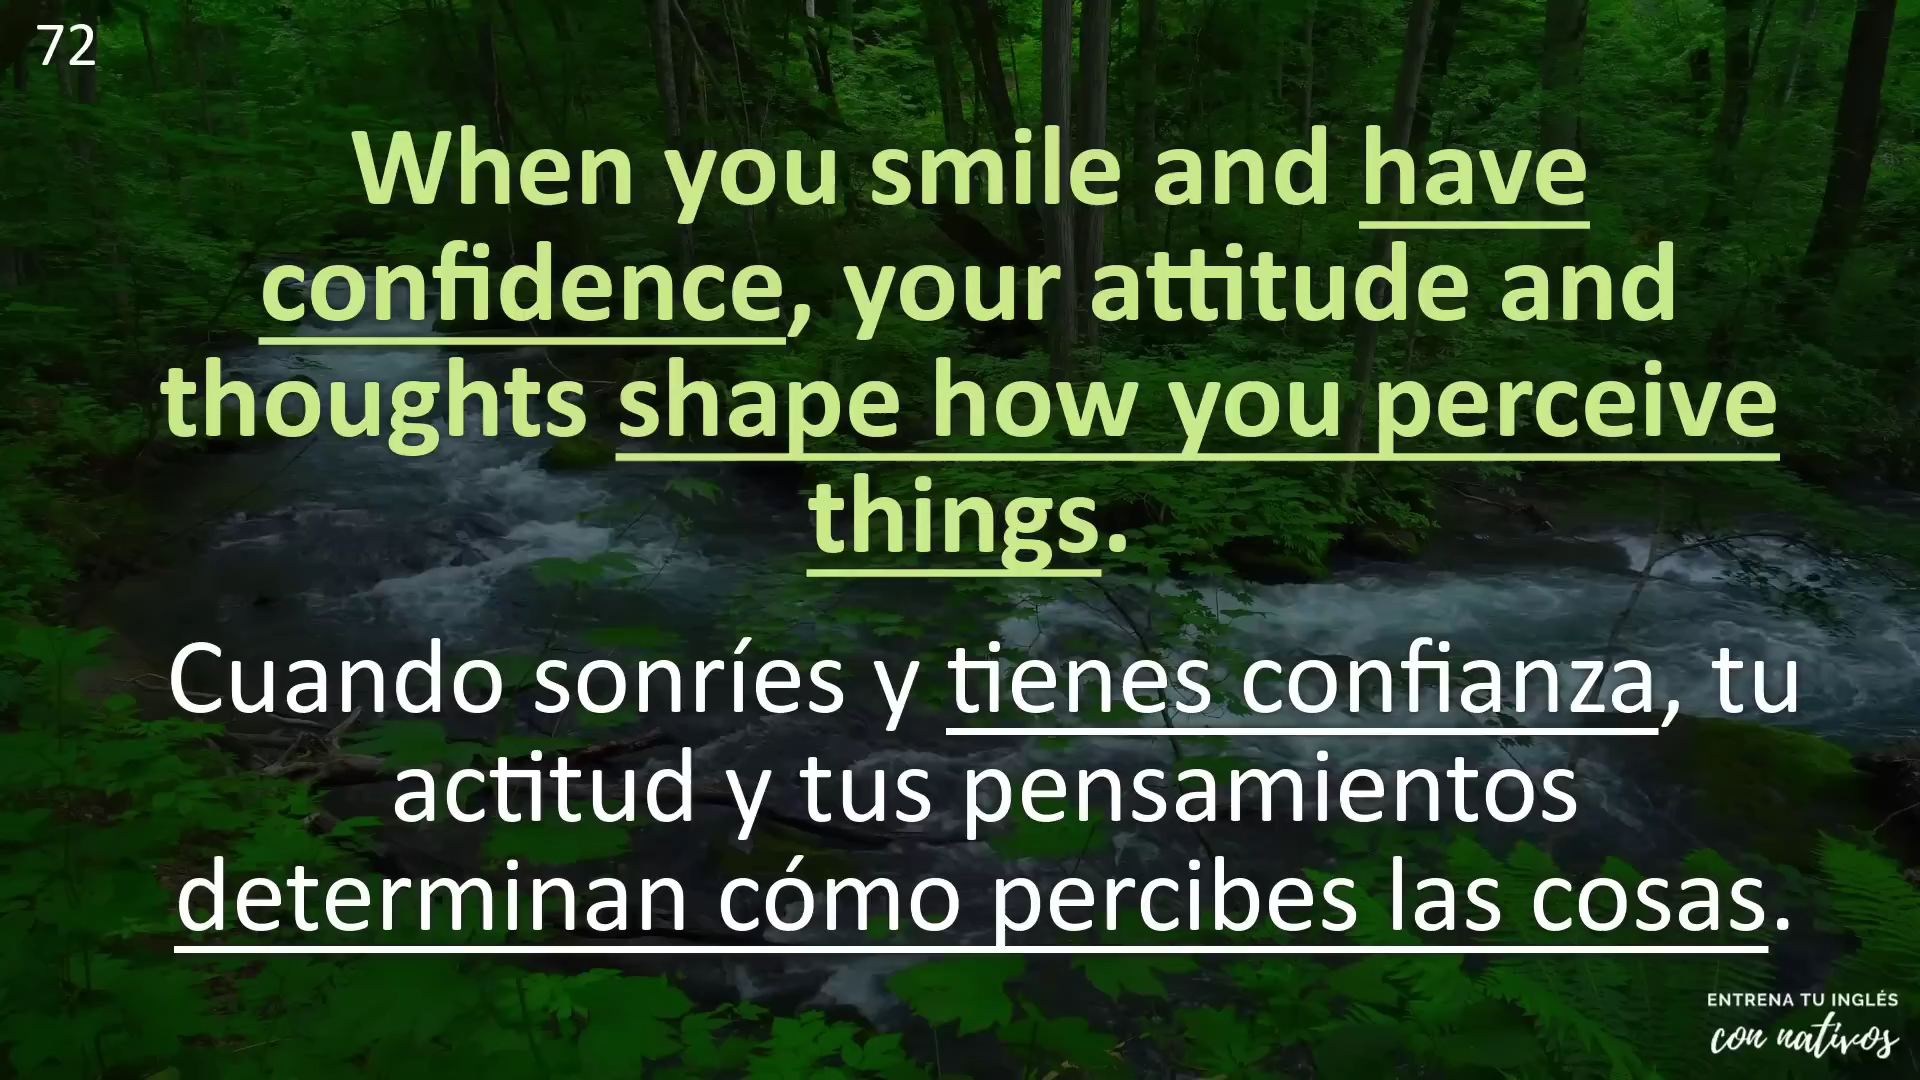 72
When you smile and have
confidence, your attitude and
thoughts shape how you perceive
things.
Cuando sonríes y tienes confianza, tu
actitud y tus pensamientos
determinan cómo percibes las cosas.
ENTRENA TU INGLÉS
con nativos